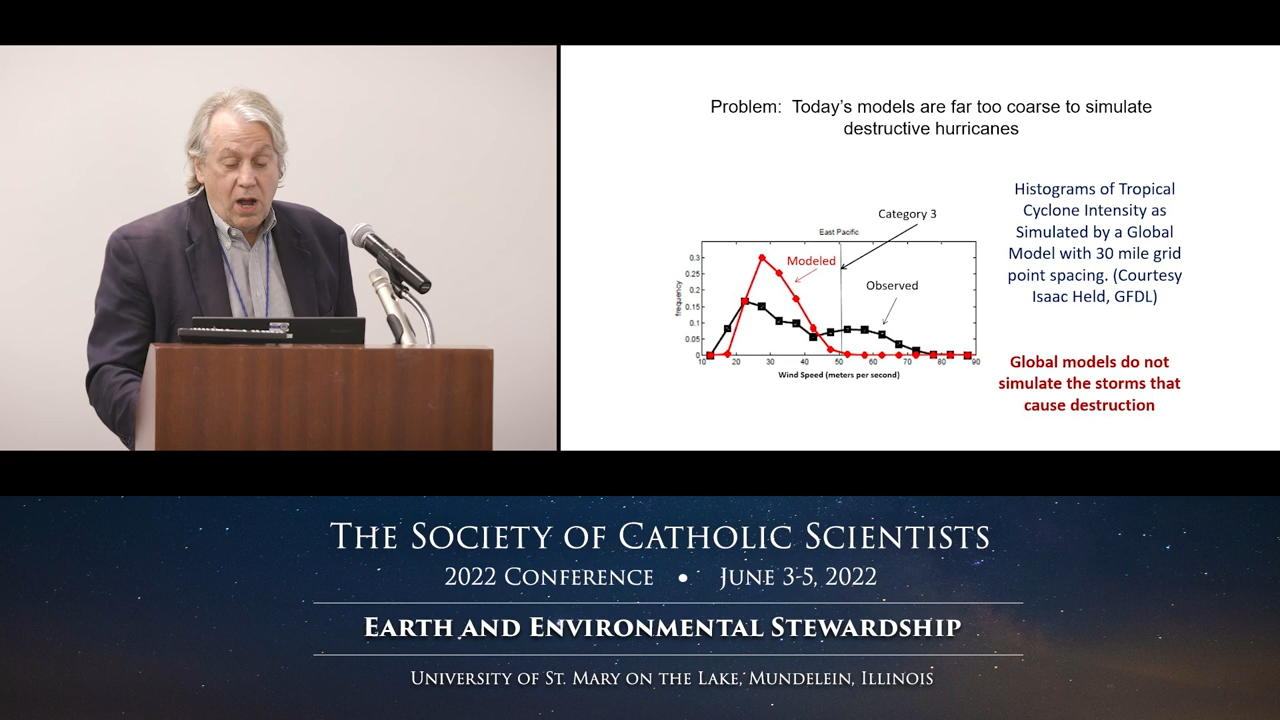 Problem: Today's models are far too coarse to simulate
destructive hurricanes
Histograms of Tropical
Cyclone Intensity as
Simulated by a Global
Model with 30 mile grid
point spacing. (Courtesy
Isaac Held, GFDL)
Global models do not
simulate the storms that
cause destruction
Category 3
East Pacific
Modeled
Observed
frequency
0.3
0.25
0.2
0.15
0.1
0.05
0
10 20 30 40 50 60 70 80 90
Wind Speed (meters per second)
The Society of Catholic Scientists
2022 Conference • June 3-5, 2022
Earth and Environmental Stewardship
University of St. Mary on the Lake, Mundelein, Illinois